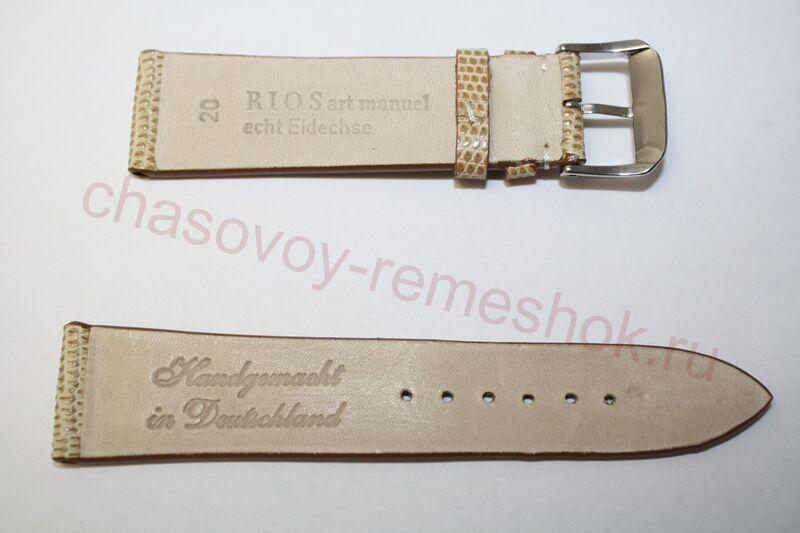 20
RIOS art manuel
echt Eidechse
chasovoy-remeshok.ru
Handgemacht
in Deutschland